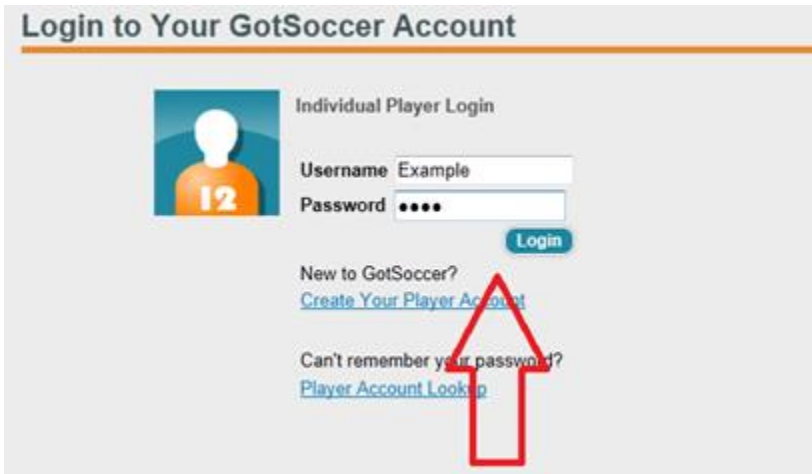 Login to Your GotSoccer Account
Individual Player Login
12
Username Example
Password ••••
Login
New to GotSoccer?
Create Your Player Account
Can't remember your password?
Player Account Lookup